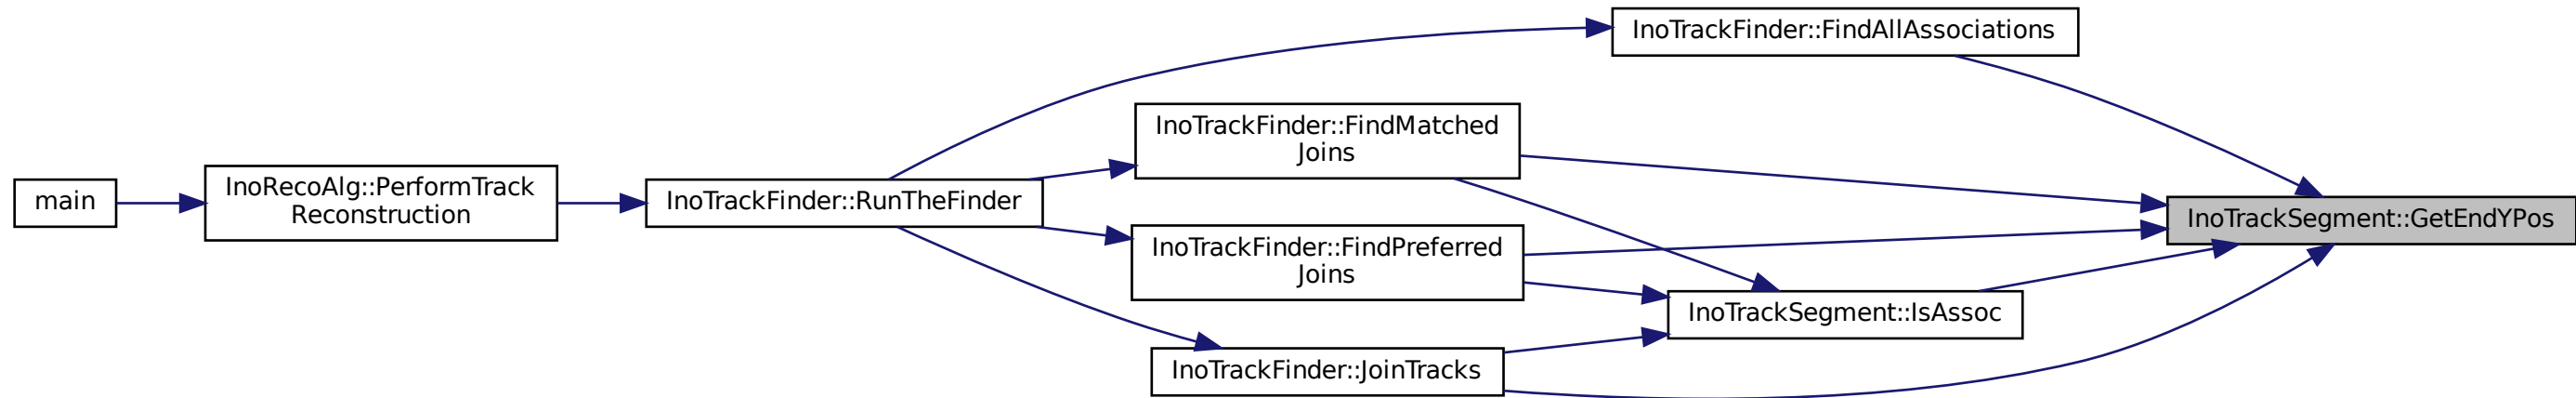 main
InoRecoAlg::PerformTrack
Reconstruction
InoTrackFinder::RunTheFinder
InoTrackFinder::FindAllAssociations
InoTrackFinder::FindMatched
Joins
InoTrackFinder::FindPreferred
Joins
InoTrackFinder::JoinTracks
InoTrackSegment::IsAssoc
InoTrackSegment::GetEndYPos